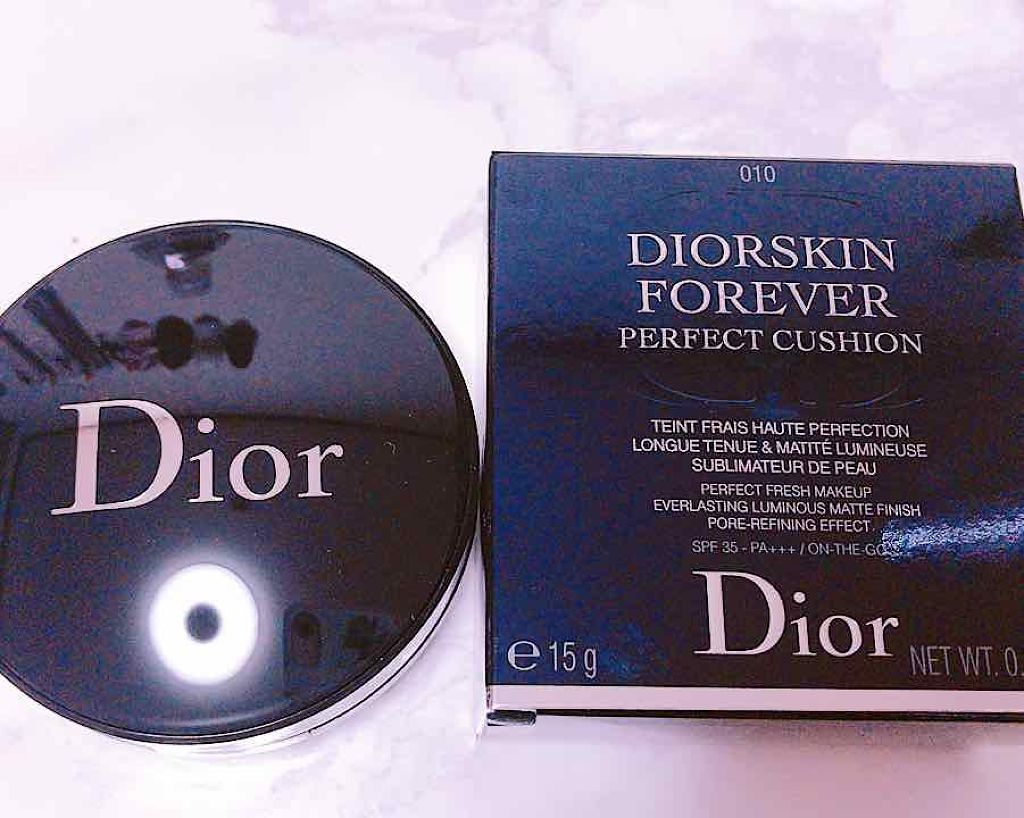 Dior
010
DIORSKIN
FOREVER
PERFECT CUSHION
TEINT FRAIS HAUTE PERFECTION
LONGUE TENUE & MATITÉ LUMINEUSE
SUBLIMATEUR DE PEAU
PERFECT FRESH MAKEUP
EVERLASTING LUMINOUS MATTE FINISH
PORE-REFINING EFFECT
SPF 35 - PA+++ / ON-THE-GO
Dior
℮ 15 g
NET WT. 0.